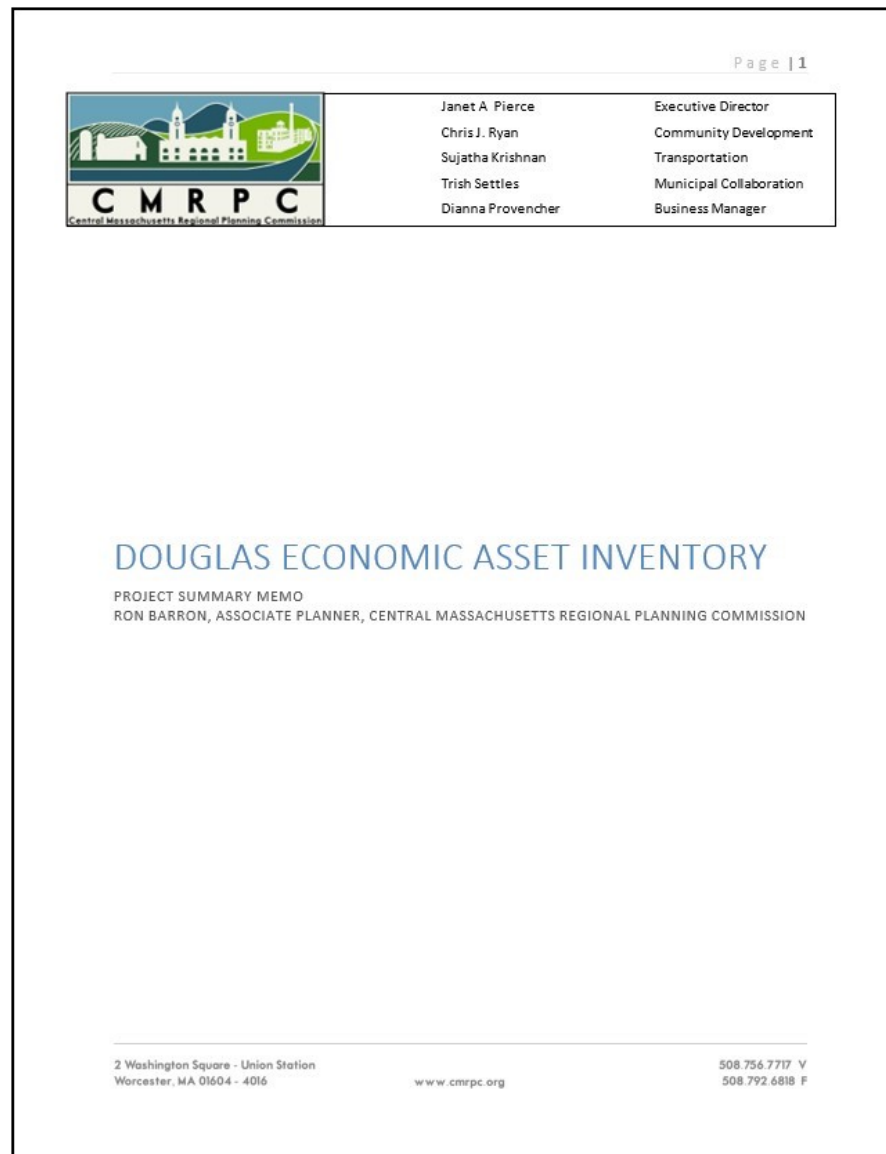 Page | 1
CMRPC
Central Massachusetts Regional Planning Commission
Janet A Pierce Executive Director
Chris J. Ryan Community Development
Sujatha Krishnan Transportation
Trish Settles Municipal Collaboration
Dianna Provencher Business Manager
DOUGLAS ECONOMIC ASSET INVENTORY
PROJECT SUMMARY MEMO
RON BARRON, ASSOCIATE PLANNER, CENTRAL MASSACHUSETTS REGIONAL PLANNING COMMISSION
2 Washington Square - Union Station 508.756.7717 V
Worcester, MA 01604 - 4016 www.cmrpc.org 508.792.6818 F